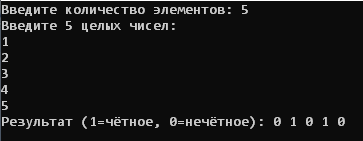 Введите количество элементов: 5
Введите 5 целых чисел:
1
2
3
4
5
Результат (1=чётное, 0=нечётное): 0 1 0 1 0